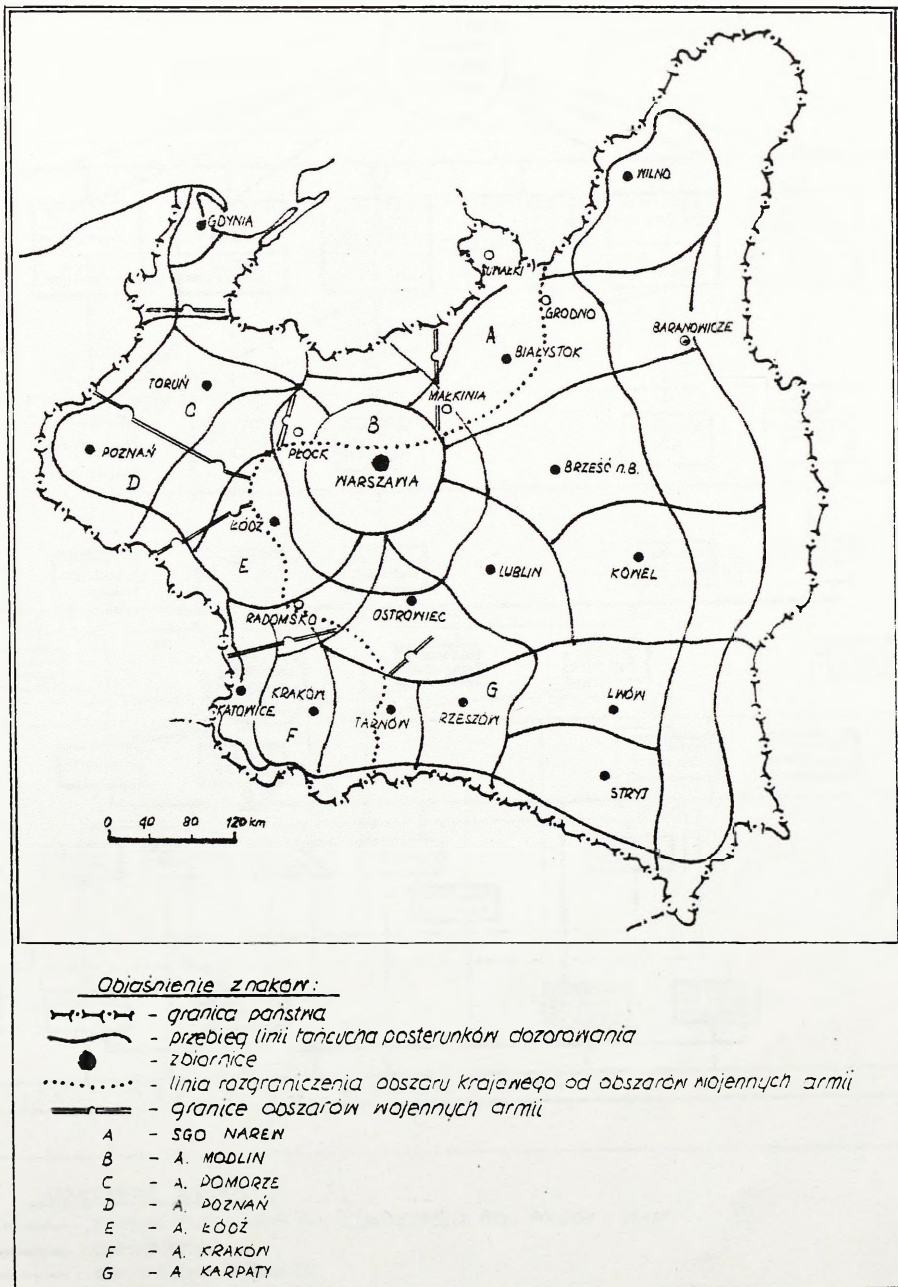 WILNO
GDYNIA
SUWAŁKI
GRODNO
BARANOWICZE
A
BIAŁYSTOK
TORUŃ
C
MAŁKINIA
B
POZNAŃ
PŁOCK
WARSZAWA
BRZEŚĆ n.B.
D
ŁÓDŹ
E
LUBLIN
KOWEL
RADOMSKO
OSTROWIEC
KATOWICE
KRAKÓW
F
TARNÓW
G
RZESZÓW
LWÓW
STRYJ
0 40 80 120 km
Objaśnienie znaków:
- granica państwa
- przebieg linii łańcucha posterunków dozorowania
- zbiornice
- linia rozgraniczenia obszaru krajowego od obszarów wojennych armii
- granice obszarów wojennych armii
A - SGO NAREW
B - A. MODLIN
C - A. POMORZE
D - A. POZNAŃ
E - A. ŁÓDŹ
F - A. KRAKÓW
G - A KARPATY